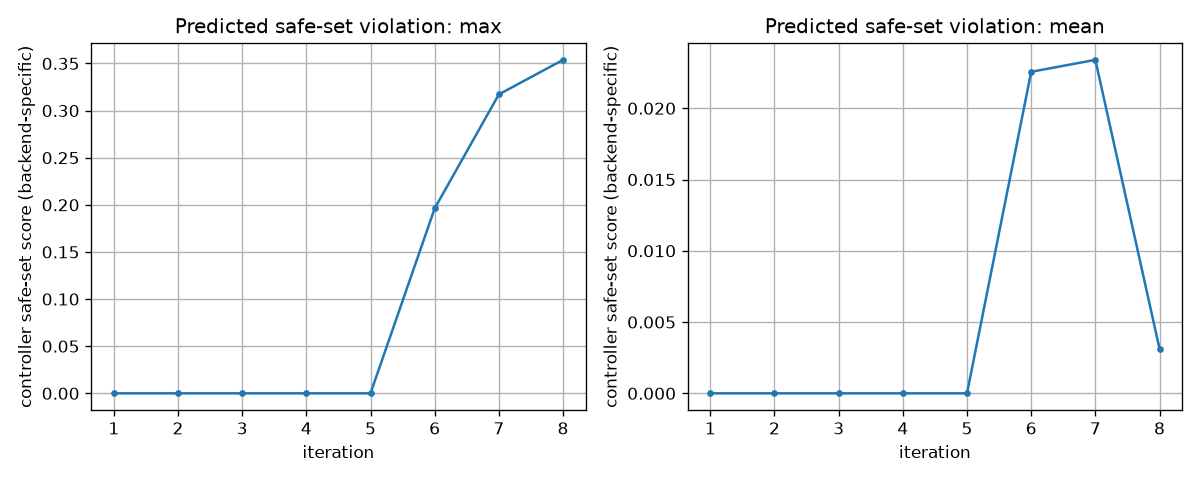 Predicted safe-set violation: max
controller safe-set score (backend-specific)
0.35
0.30
0.25
0.20
0.15
0.10
0.05
0.00
1 2 3 4 5 6 7 8
iteration
Predicted safe-set violation: mean
controller safe-set score (backend-specific)
0.020
0.015
0.010
0.005
0.000
1 2 3 4 5 6 7 8
iteration